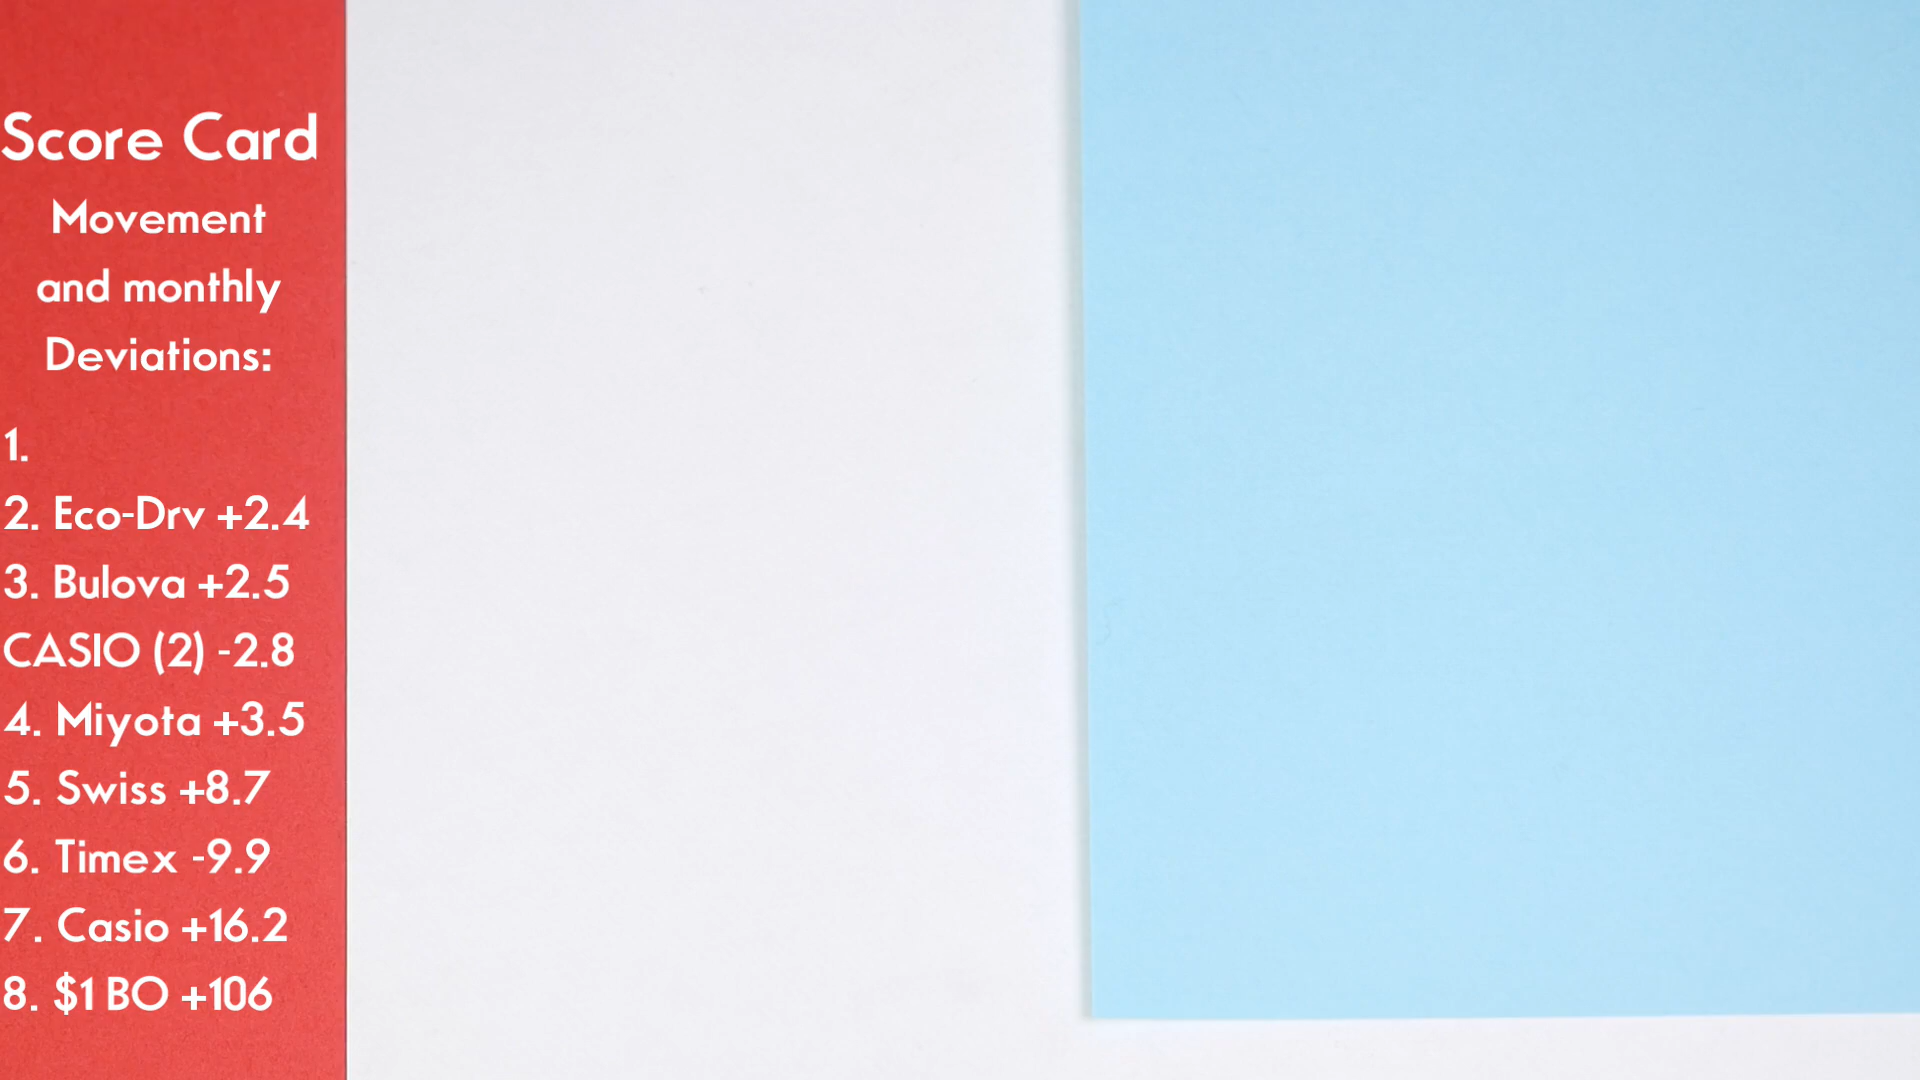 Score Card
Movement
and monthly
Deviations:
1.
2. Eco-Drv +2.4
3. Bulova +2.5
CASIO (2) -2.8
4. Miyota +3.5
5. Swiss +8.7
6. Timex -9.9
7. Casio +16.2
8. $1 BO +106